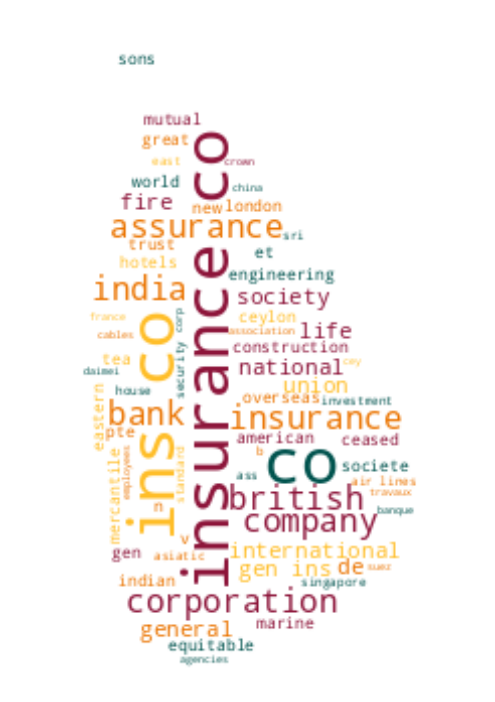 sons
mutual
great
east
crown
world
china
fire
new
london
assurance
sri
trust
et
hotels
engineering
india
society
france
ceylon
cables
association
life
corp
construction
tea
national
cey
daimei
security
union
house
overseas
investment
eastern
bank
insurance
pte
american
ceased
b
co
societe
employees
standard
ass
air lines
mercantile
british
travaux
n
company
banque
ins co
insurance co
v
gen
asiatic
international
gen ins
de
suez
indian
singapore
corporation
general
marine
equitable
agencies